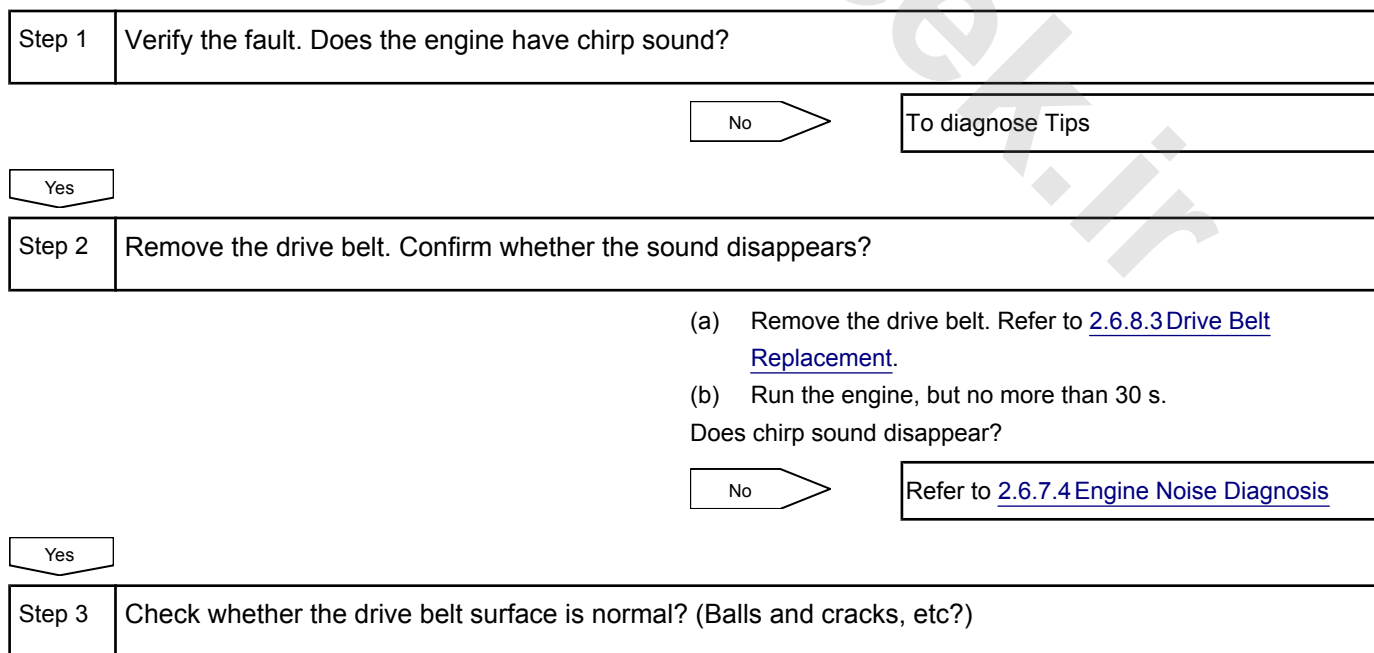 Step 1 Verify the fault. Does the engine have chirp sound?
No To diagnose Tips
Yes
Step 2 Remove the drive belt. Confirm whether the sound disappears?
(a) Remove the drive belt. Refer to 2.6.8.3 Drive Belt
Replacement.
(b) Run the engine, but no more than 30 s.
Does chirp sound disappear?
No Refer to 2.6.7.4 Engine Noise Diagnosis
Yes
Step 3 Check whether the drive belt surface is normal? (Balls and cracks, etc?)